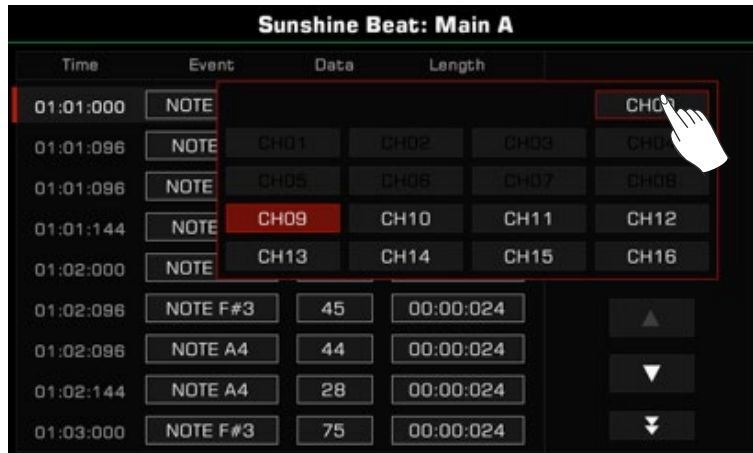 Sunshine Beat: Main A
Time Event Data Length
01:01:000 NOTE CH09
01:01:096 NOTE CH01 CH02 CH03 CH04
01:01:096 NOTE CH05 CH06 CH07 CH08
01:01:144 NOTE CH09 CH10 CH11 CH12
01:02:000 NOTE CH13 CH14 CH15 CH16
01:02:096 NOTE F#3 45 00:00:024
01:02:096 NOTE A4 44 00:00:024
01:02:144 NOTE A4 28 00:00:024
01:03:000 NOTE F#3 75 00:00:024